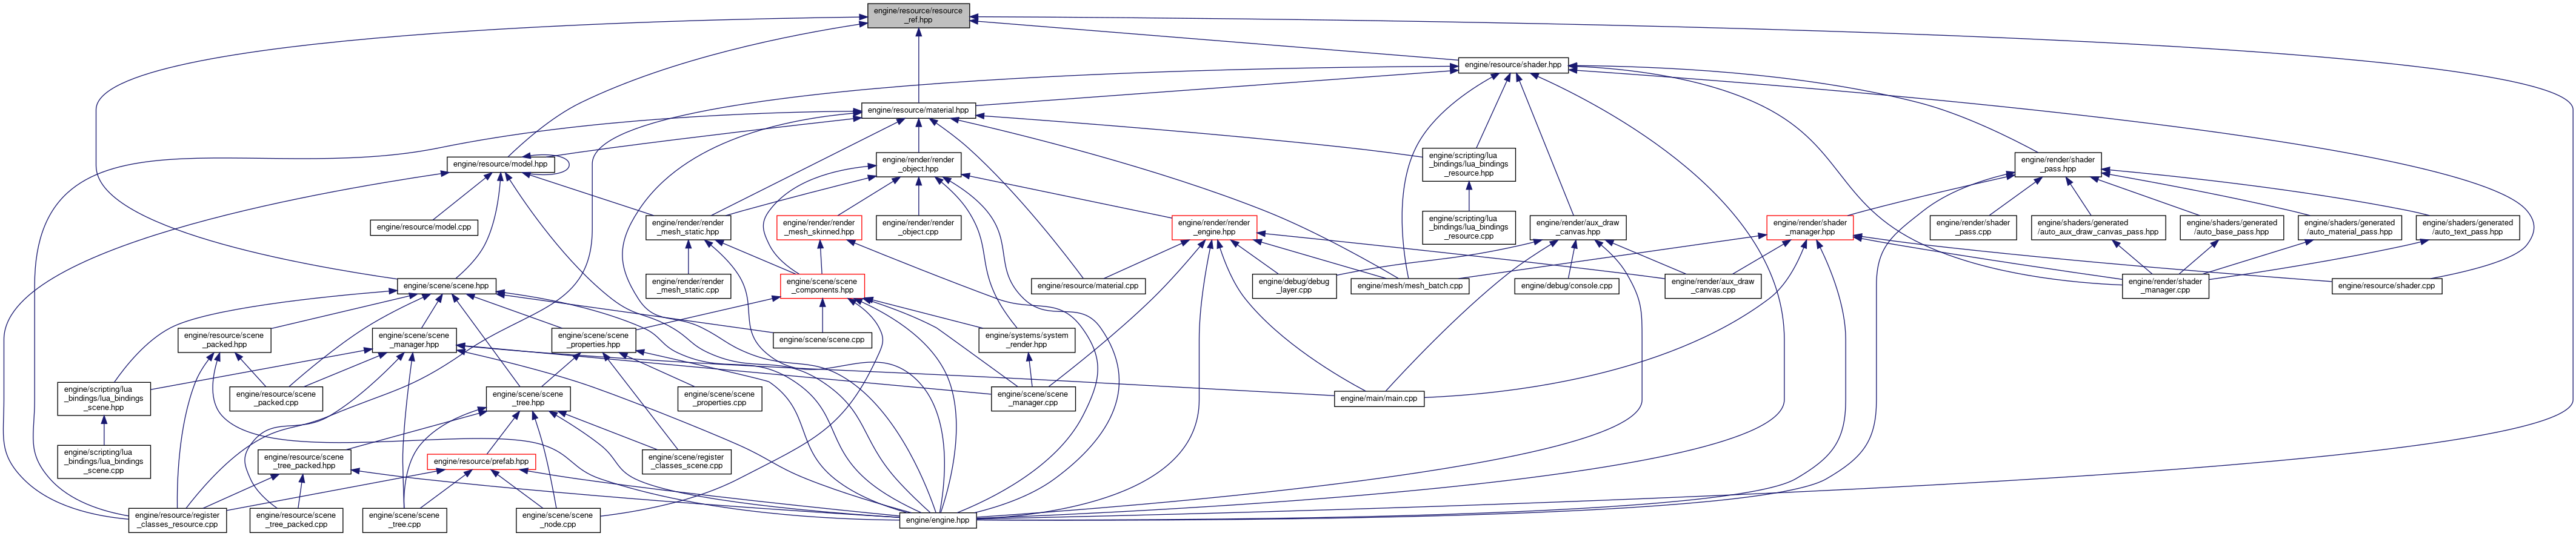 engine/resource/resource
_ref.hpp
engine/resource/shader.hpp
engine/resource/material.hpp
engine/resource/model.hpp
engine/render/render
_object.hpp
engine/scripting/lua
_bindings/lua_bindings
_resource.hpp
engine/render/shader
_pass.hpp
engine/resource/model.cpp
engine/render/render
_mesh_static.hpp
engine/render/render
_mesh_skinned.hpp
engine/render/render
_object.cpp
engine/render/render
_engine.hpp
engine/scripting/lua
_bindings/lua_bindings
_resource.cpp
engine/render/aux_draw
_canvas.hpp
engine/render/shader
_manager.hpp
engine/render/shader
_pass.cpp
engine/shaders/generated
/auto_aux_draw_canvas_pass.hpp
engine/shaders/generated
/auto_base_pass.hpp
engine/shaders/generated
/auto_material_pass.hpp
engine/shaders/generated
/auto_text_pass.hpp
engine/scene/scene.hpp
engine/render/render
_mesh_static.cpp
engine/scene/scene
_components.hpp
engine/resource/material.cpp
engine/debug/debug
_layer.cpp
engine/mesh/mesh_batch.cpp
engine/debug/console.cpp
engine/render/aux_draw
_canvas.cpp
engine/render/shader
_manager.cpp
engine/resource/shader.cpp
engine/resource/scene
_packed.hpp
engine/scene/scene
_manager.hpp
engine/scene/scene
_properties.hpp
engine/scene/scene.cpp
engine/systems/system
_render.hpp
engine/scripting/lua
_bindings/lua_bindings
_scene.hpp
engine/resource/scene
_packed.cpp
engine/scene/scene
_tree.hpp
engine/scene/scene
_properties.cpp
engine/scene/scene
_manager.cpp
engine/main/main.cpp
engine/scripting/lua
_bindings/lua_bindings
_scene.cpp
engine/resource/scene
_tree_packed.hpp
engine/resource/prefab.hpp
engine/scene/register
_classes_scene.cpp
engine/resource/register
_classes_resource.cpp
engine/resource/scene
_tree_packed.cpp
engine/scene/scene
_tree.cpp
engine/scene/scene
_node.cpp
engine/engine.hpp